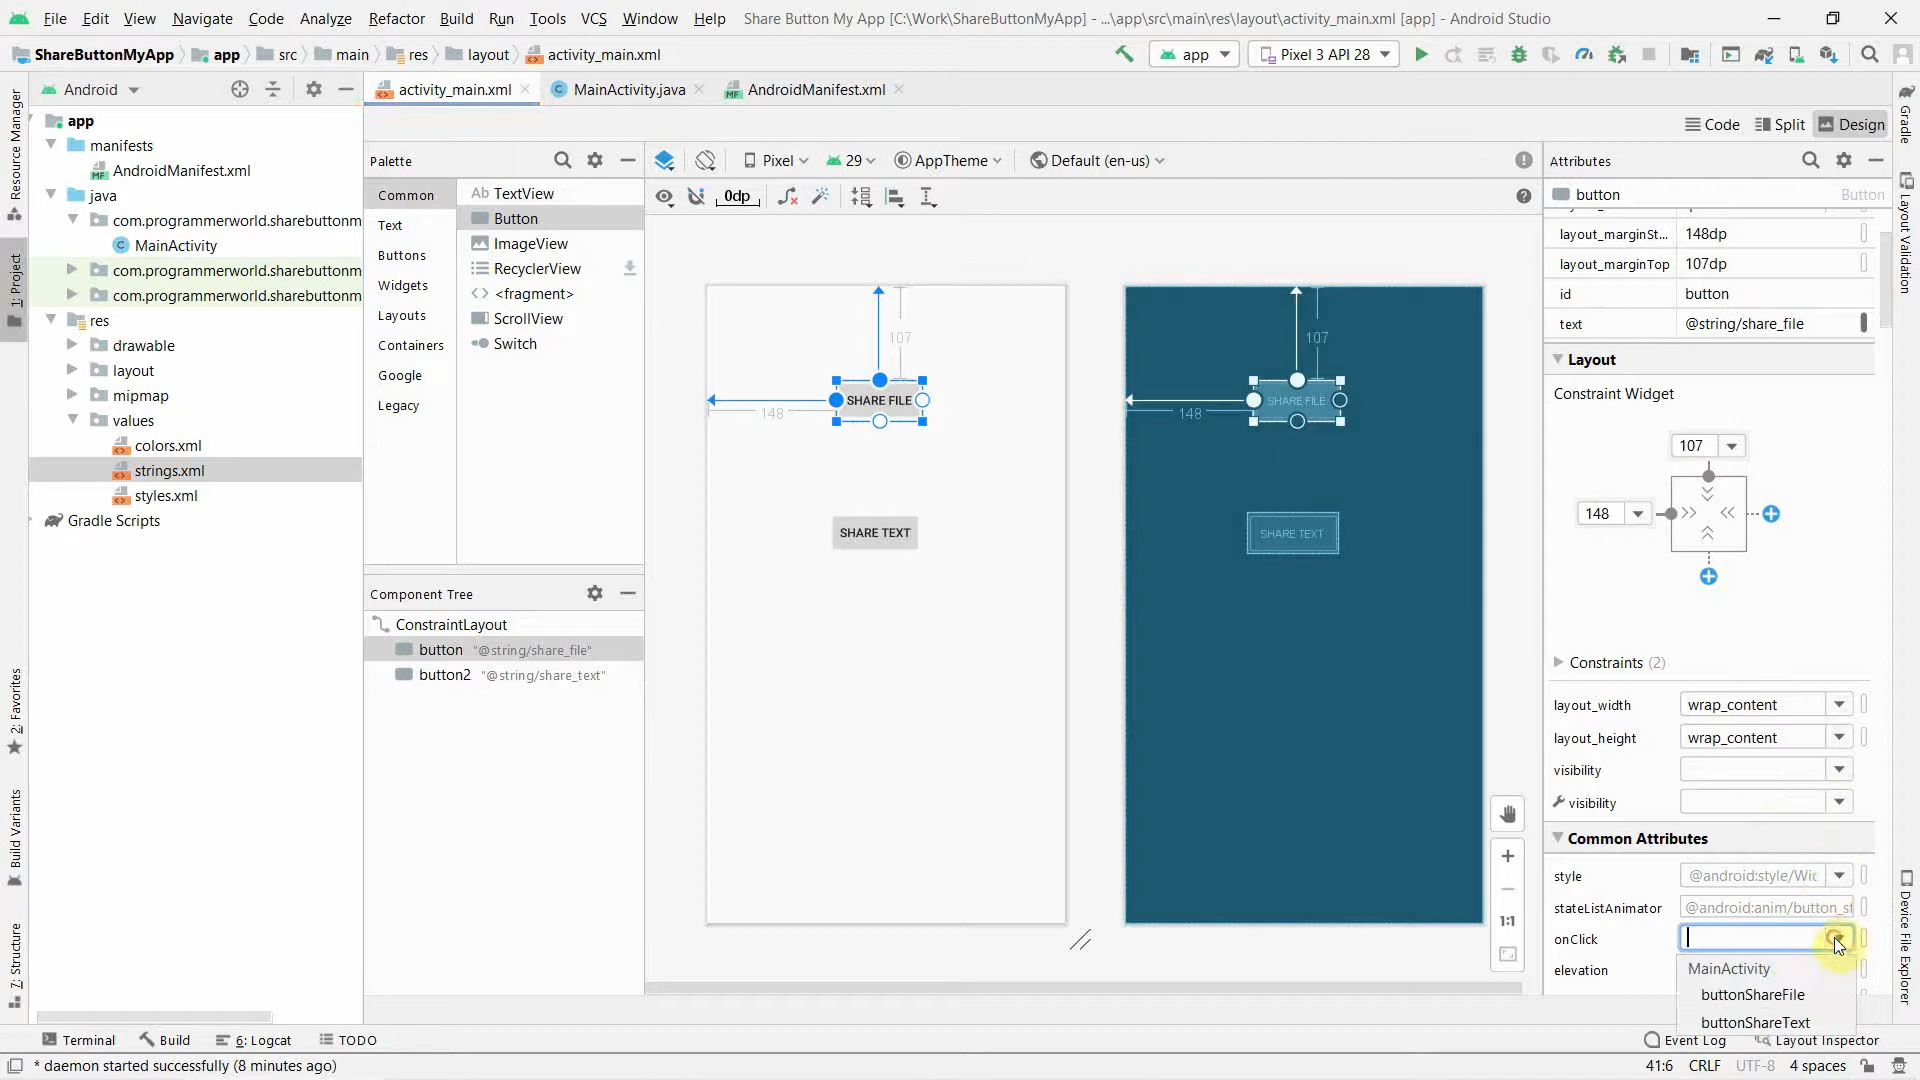 File Edit View Navigate Code Analyze Refactor Build Run Tools VCS Window Help Share Button My App [C:\Work\ShareButtonMyApp] - ...\app\src\main\res\layout\activity_main.xml [app] - Android Studio
ShareButtonMyApp app src main res layout activity_main.xml app Pixel 3 API 28
Android
activity_main.xml MainActivity.java AndroidManifest.xml
Code Split Design
app
manifests
AndroidManifest.xml
java
com.programmerworld.sharebuttonm
MainActivity
com.programmerworld.sharebuttonm
com.programmerworld.sharebuttonm
res
drawable
layout
mipmap
values
colors.xml
strings.xml
styles.xml
Gradle Scripts
Resource Manager
1: Project
2: Favorites
Build Variants
7: Structure
Palette
Common
Text
Buttons
Widgets
Layouts
Containers
Google
Legacy
Ab TextView
Button
ImageView
RecyclerView
<> <fragment>
ScrollView
Switch
Component Tree
ConstraintLayout
button "@string/share_file"
button2 "@string/share_text"
Pixel 29 AppTheme Default (en-us)
0dp
107
148
SHARE FILE
SHARE TEXT
107
148
SHARE FILE
SHARE TEXT
1:1
Attributes
button Button
layout_marginSt... 148dp
layout_marginTop 107dp
id button
text @string/share_file
Layout
Constraint Widget
107
148
Constraints (2)
layout_width wrap_content
layout_height wrap_content
visibility
visibility
Common Attributes
style @android:style/Wic
stateListAnimator @android:anim/button_st
onClick
elevation
MainActivity
buttonShareFile
buttonShareText
Gradle
Layout Validation
Device File Explorer
Terminal Build 6: Logcat TODO Event Log Layout Inspector
* daemon started successfully (8 minutes ago) 41:6 CRLF UTF-8 4 spaces